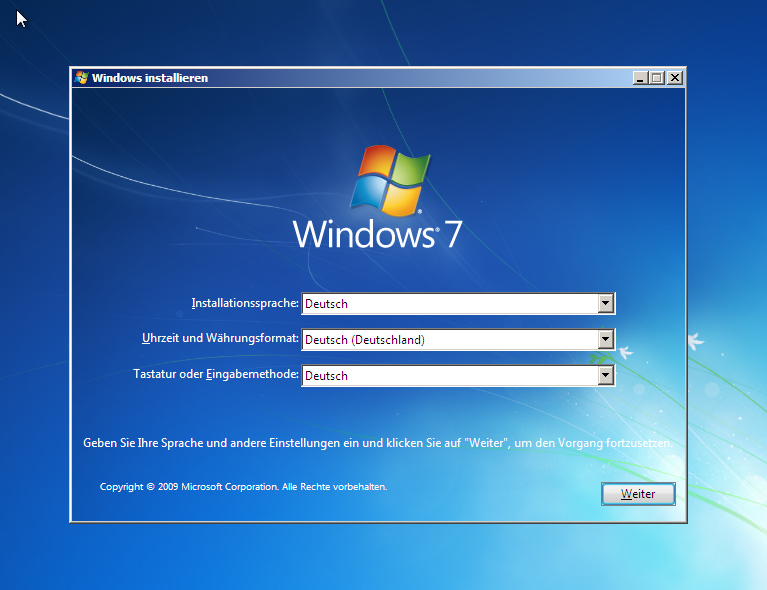 Windows installieren
Windows® 7
Installationssprache: Deutsch
Uhrzeit und Währungsformat: Deutsch (Deutschland)
Tastatur oder Eingabemethode: Deutsch
Geben Sie Ihre Sprache und andere Einstellungen ein und klicken Sie auf "Weiter", um den Vorgang fortzusetzen.
Copyright © 2009 Microsoft Corporation. Alle Rechte vorbehalten.
Weiter